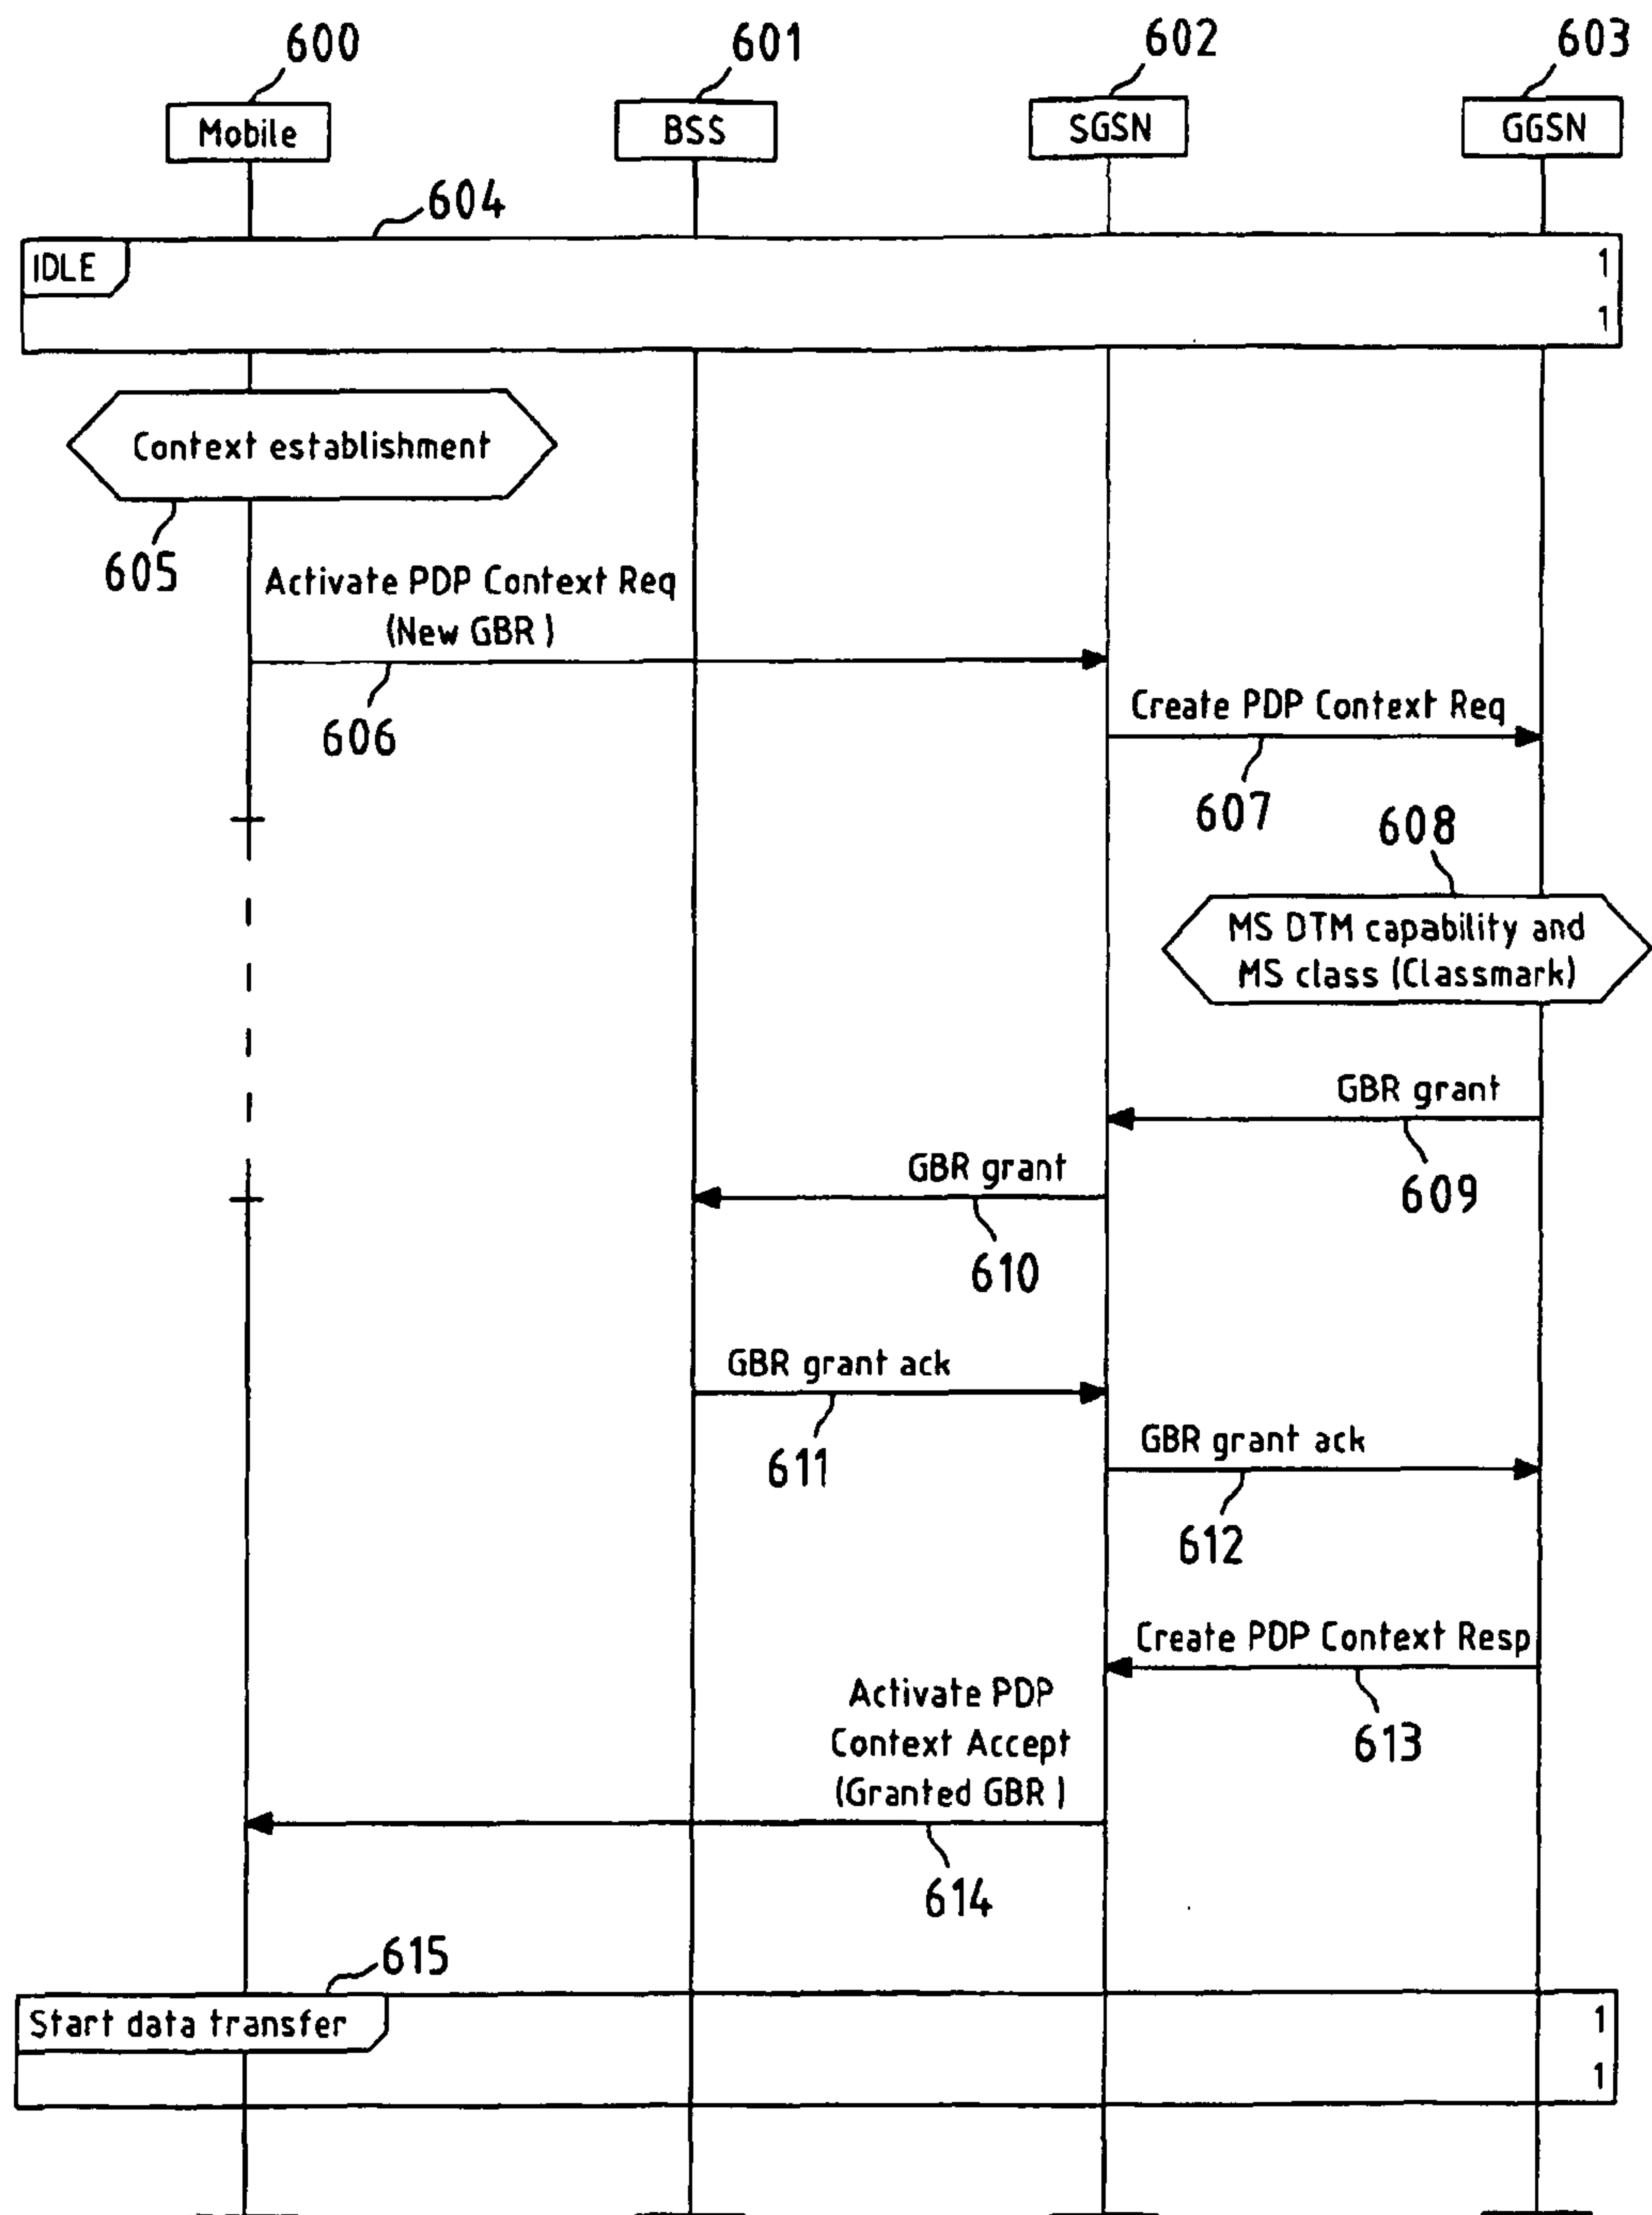 600
601
602
603
Mobile
BSS
SGSN
GGSN
604
IDLE
1
1
Context establishment
605
Activate PDP Context Req
(New GBR )
606
Create PDP Context Req
607
608
MS DTM capability and
MS class (Classmark)
GBR grant
609
GBR grant
610
GBR grant ack
611
GBR grant ack
612
Create PDP Context Resp
613
Activate PDP
Context Accept
(Granted GBR )
614
615
Start data transfer
1
1